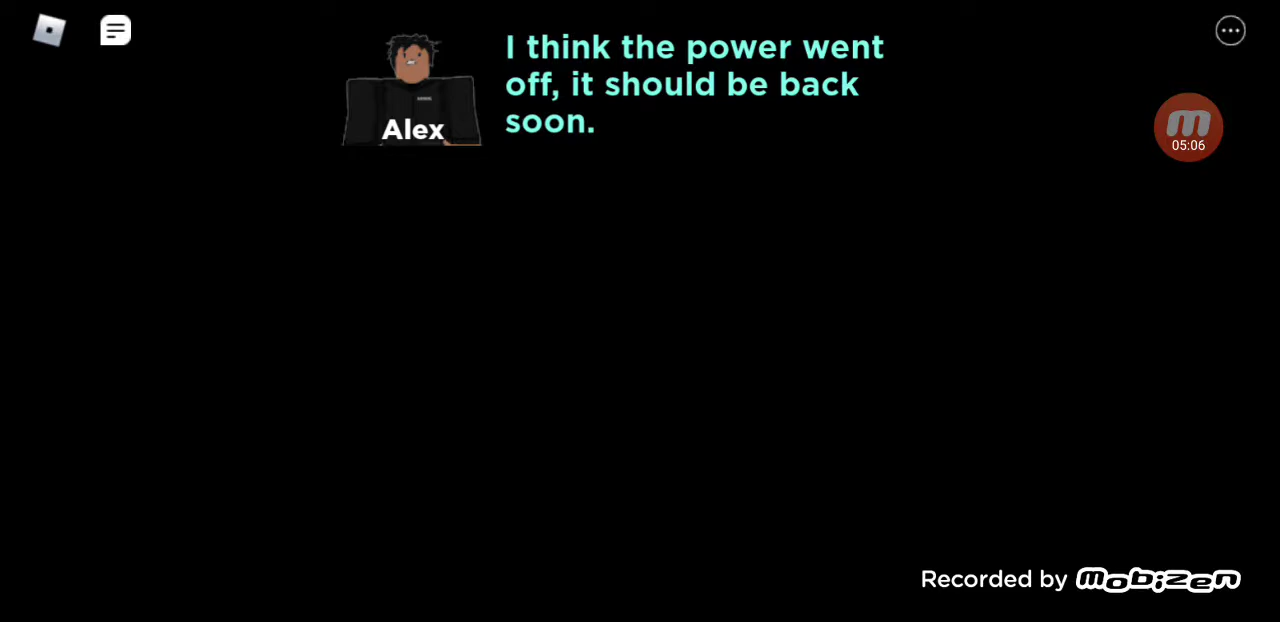 I think the power went
off, it should be back
soon.
Alex
05:06
Recorded by mobizen